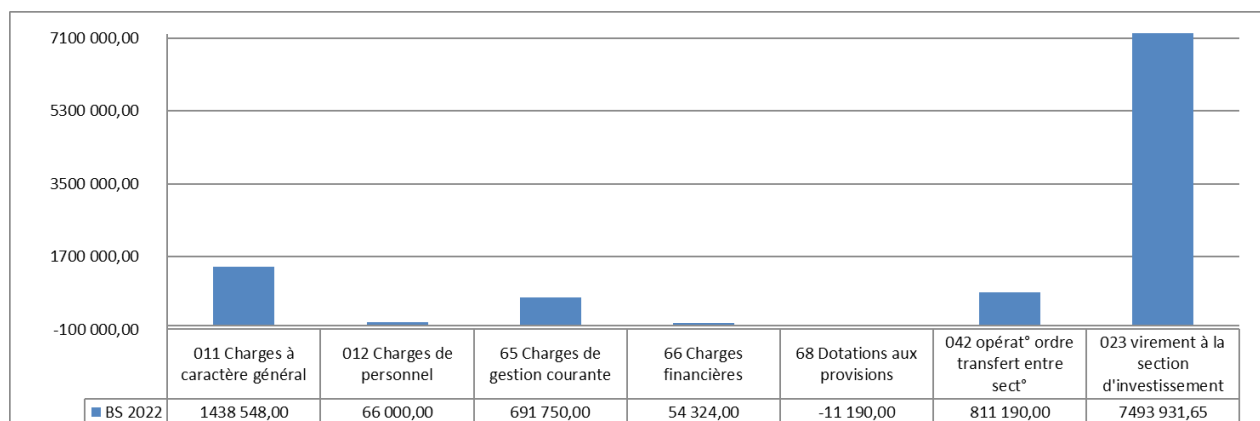 7100 000,00
5300 000,00
3500 000,00
1700 000,00
-100 000,00
011 Charges à
caractère général
012 Charges de
personnel
65 Charges de
gestion courante
66 Charges
financières
68 Dotations aux
provisions
042 opérat° ordre
transfert entre
sect°
023 virement à la
section
d'investissement
BS 2022 1438 548,00 66 000,00 691 750,00 54 324,00 -11 190,00 811 190,00 7493 931,65